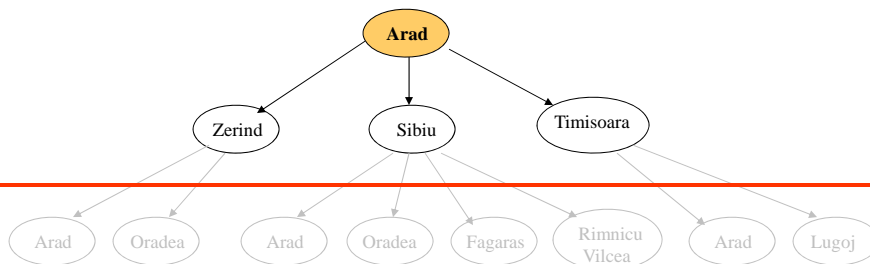 Arad
Zerind
Sibiu
Timisoara
Arad
Oradea
Arad
Oradea
Fagaras
Rimnicu
Vilcea
Arad
Lugoj